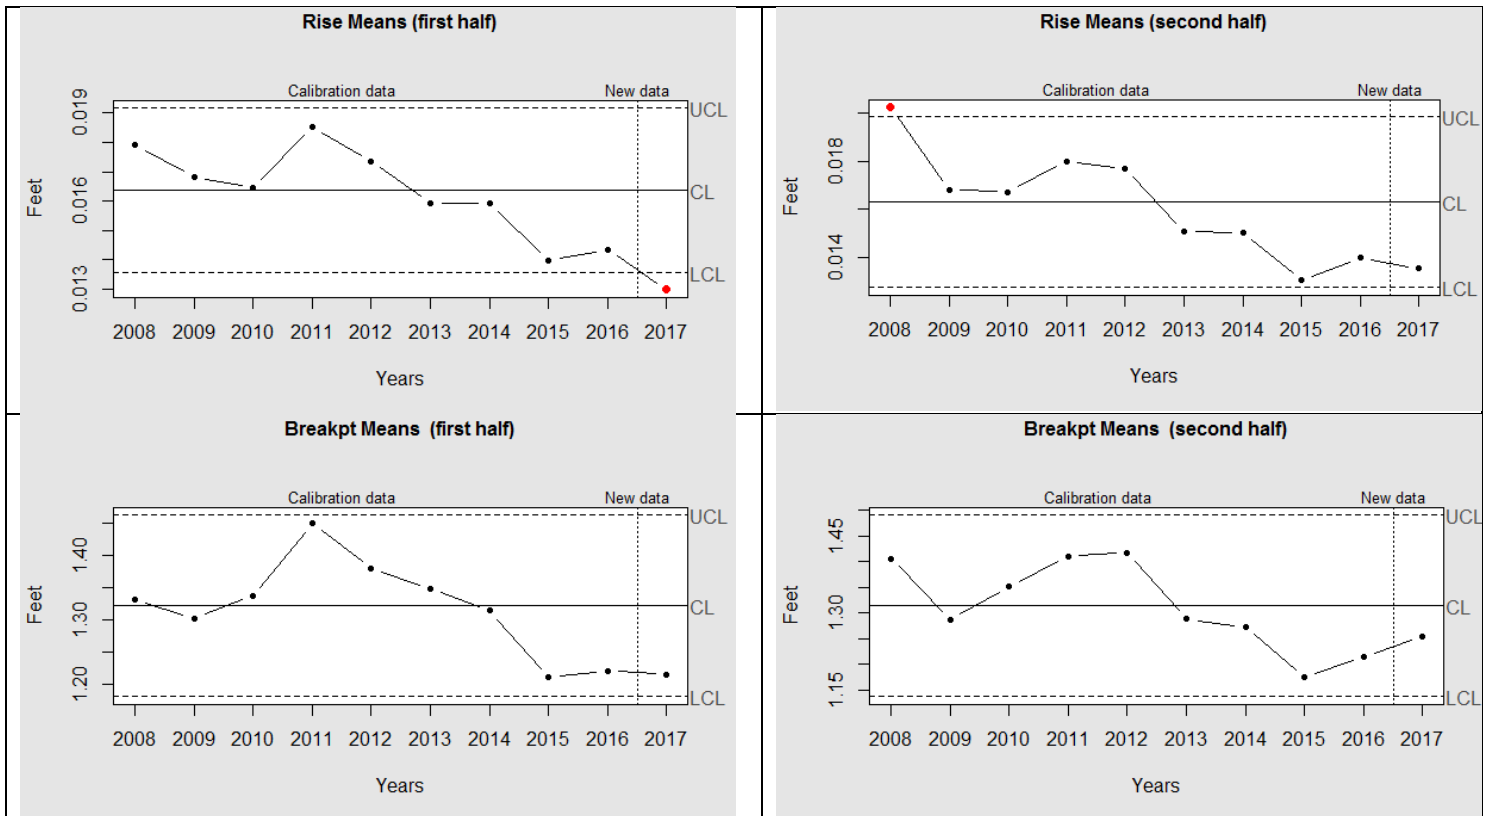 Rise Means (first half)
Calibration data New data
UCL
CL
LCL
0.019
0.016
0.013
Feet
2008 2009 2010 2011 2012 2013 2014 2015 2016 2017
Years
Rise Means (second half)
Calibration data New data
UCL
CL
LCL
0.018
0.014
Feet
2008 2009 2010 2011 2012 2013 2014 2015 2016 2017
Years
Breakpt Means (first half)
Calibration data New data
UCL
CL
LCL
1.40
1.30
1.20
Feet
2008 2009 2010 2011 2012 2013 2014 2015 2016 2017
Years
Breakpt Means (second half)
Calibration data New data
UCL
CL
LCL
1.45
1.30
1.15
Feet
2008 2009 2010 2011 2012 2013 2014 2015 2016 2017
Years